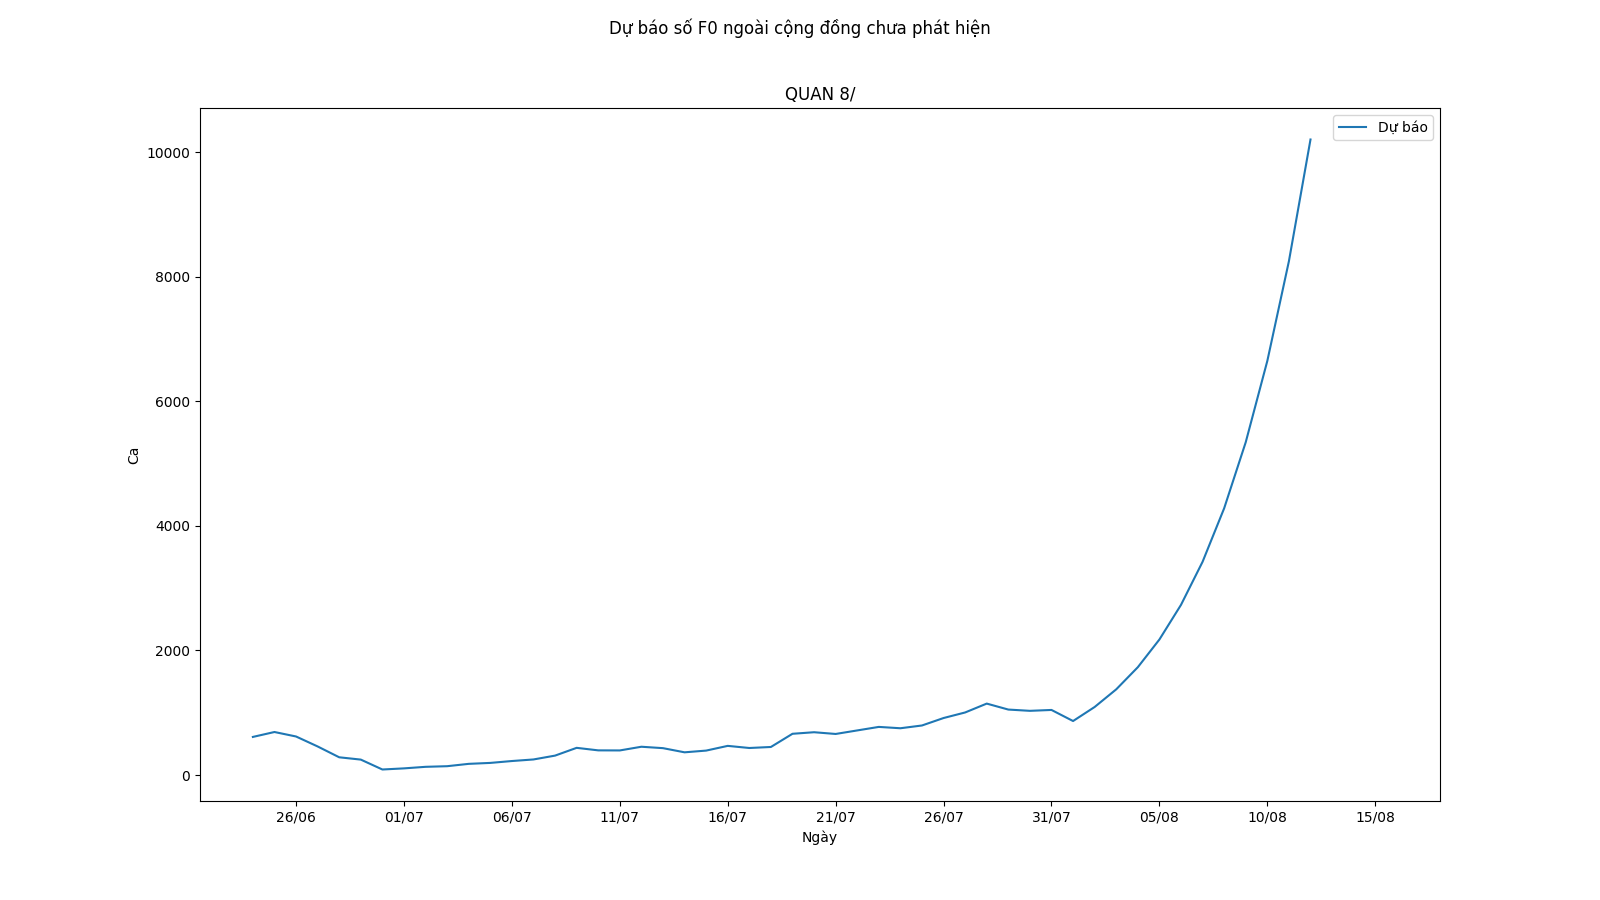 Dự báo số F0 ngoài cộng đồng chưa phát hiện
QUAN 8/
Dự báo
10000
8000
6000
4000
2000
0
Ca
26/06 01/07 06/07 11/07 16/07 21/07 26/07 31/07 05/08 10/08 15/08
Ngày